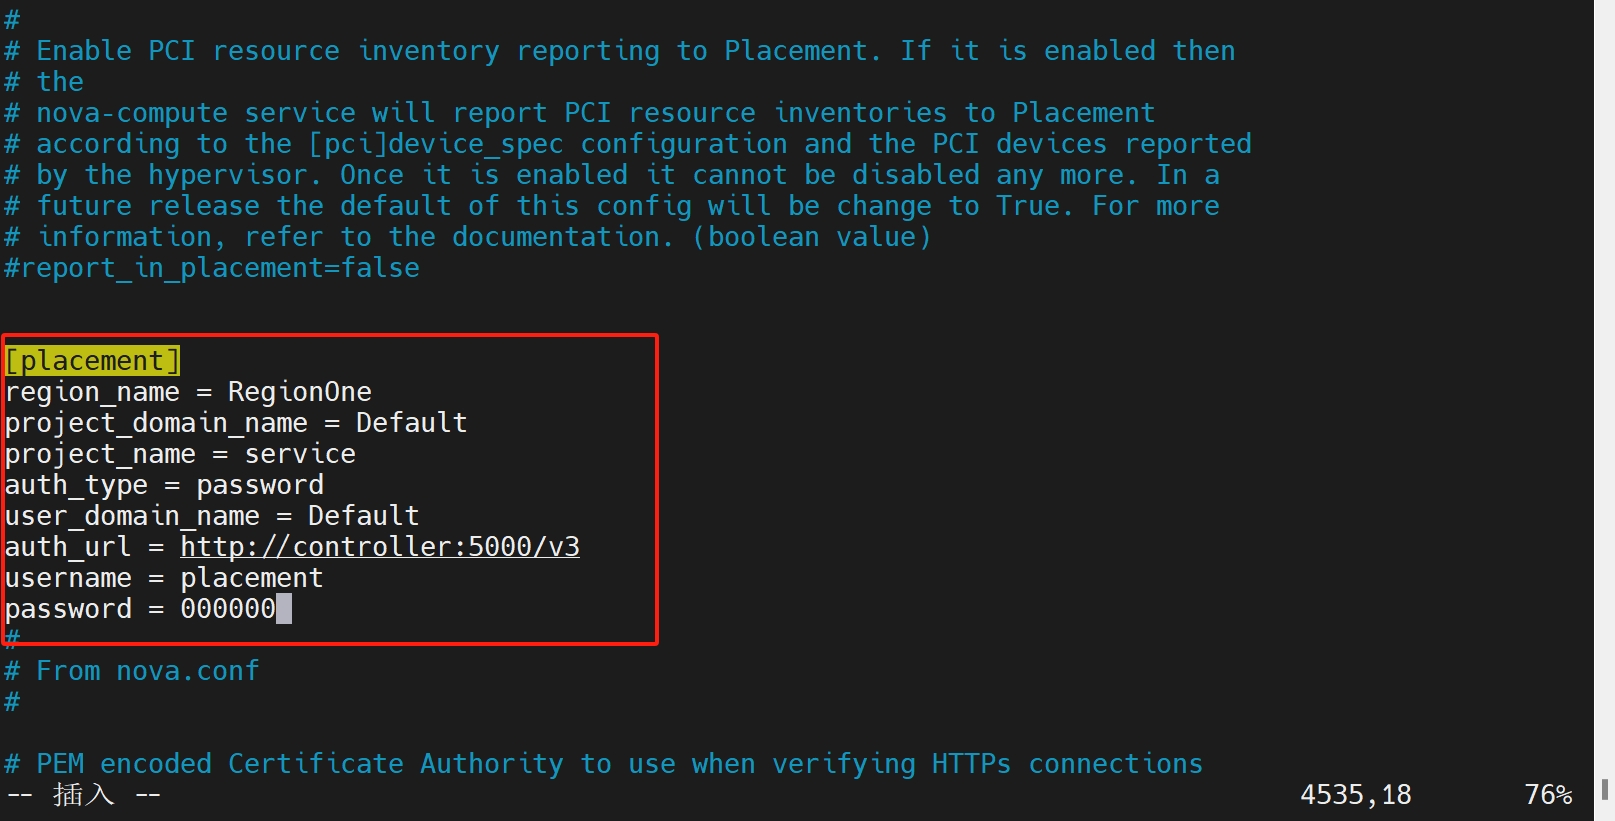 #
# Enable PCI resource inventory reporting to Placement. If it is enabled then
# the
# nova-compute service will report PCI resource inventories to Placement
# according to the [pci]device_spec configuration and the PCI devices reported
# by the hypervisor. Once it is enabled it cannot be disabled any more. In a
# future release the default of this config will be change to True. For more
# information, refer to the documentation. (boolean value)
#report_in_placement=false
[placement]
region_name = RegionOne
project_domain_name = Default
project_name = service
auth_type = password
user_domain_name = Default
auth_url = http://controller:5000/v3
username = placement
password = 000000
#
# From nova.conf
#
# PEM encoded Certificate Authority to use when verifying HTTPs connections
-- 插入 -- 4535,18 76%